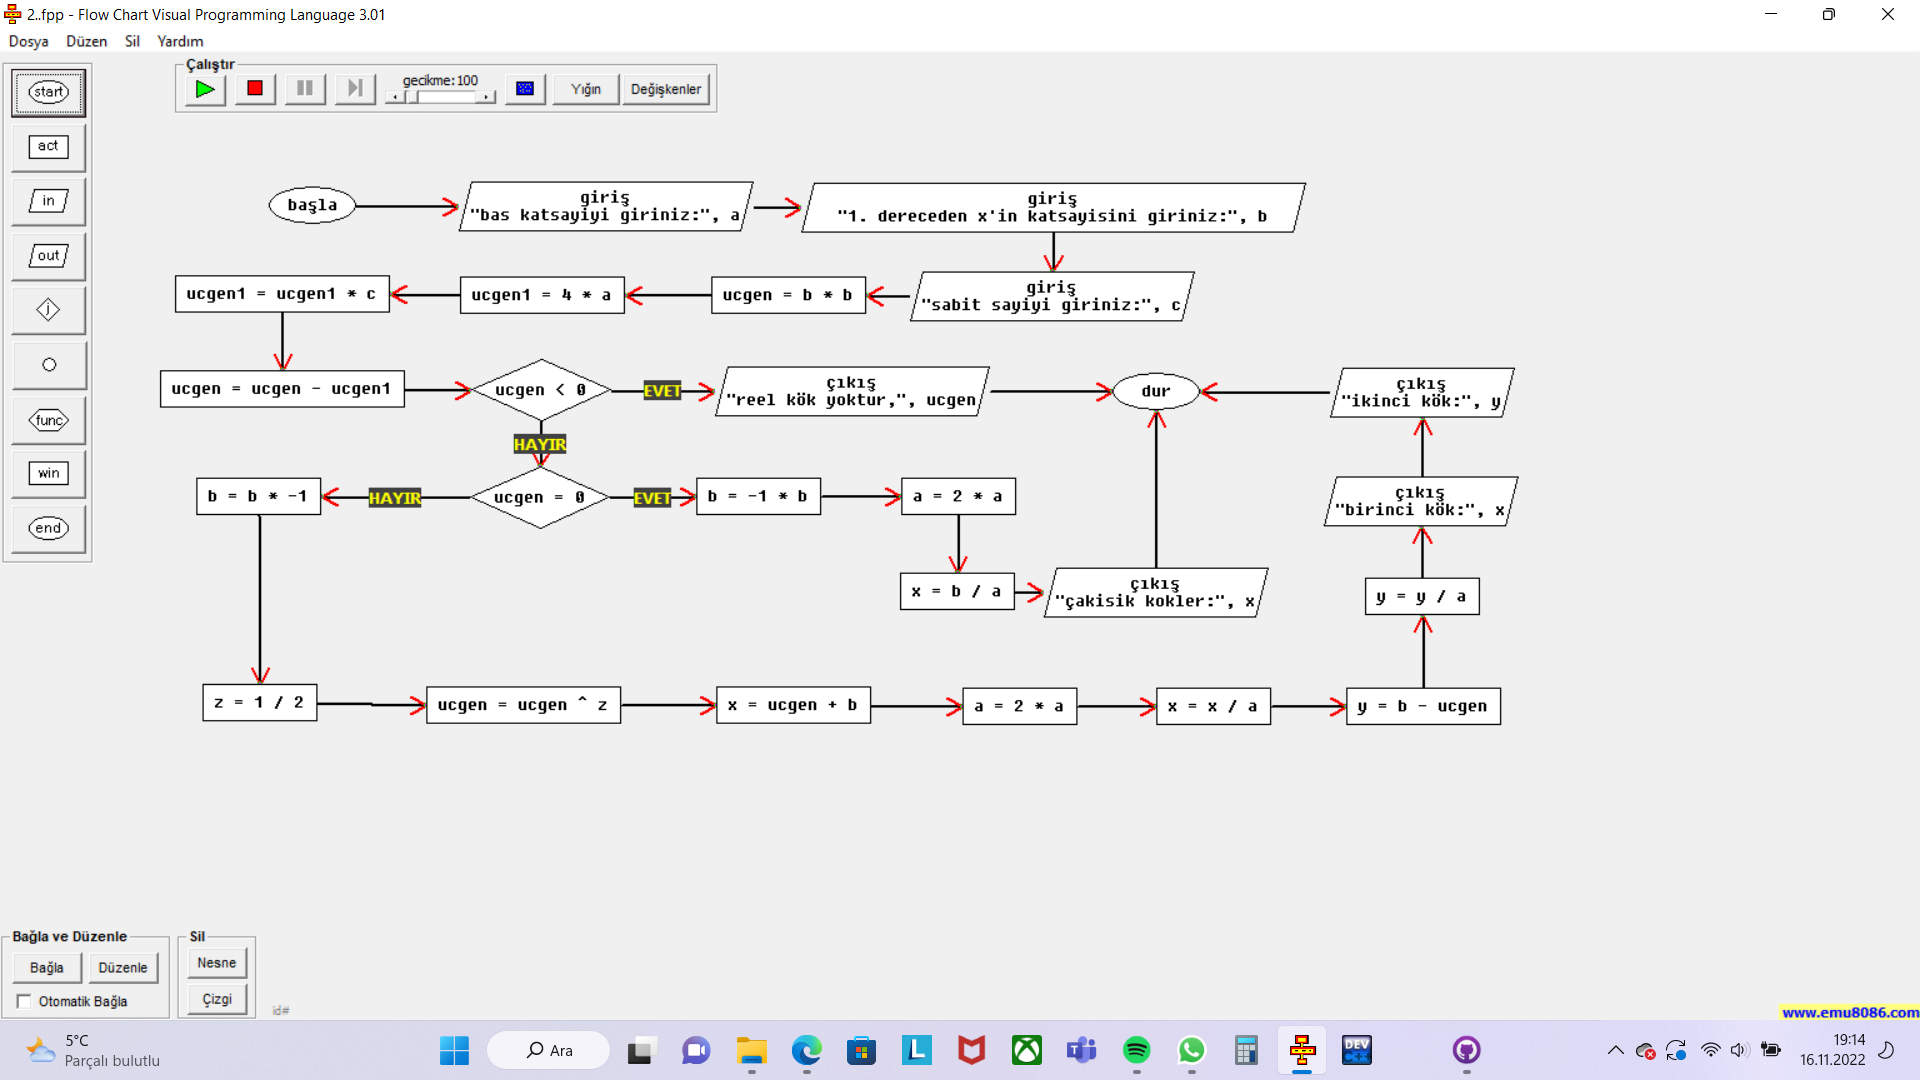 2..fpp - Flow Chart Visual Programming Language 3.01
Dosya Düzen Sil Yardım
Çalıştır
gecikme:100
Yığın
Değişkenler
start
act
in
out
j
func
win
end
başla
giriş
"bas katsayiyi giriniz:", a
giriş
"1. dereceden x'in katsayisini giriniz:", b
giriş
"sabit sayiyi giriniz:", c
ucgen = b * b
ucgen1 = 4 * a
ucgen1 = ucgen1 * c
ucgen = ucgen - ucgen1
ucgen < 0
EVET
çıkış
"reel kök yoktur,", ucgen
dur
çıkış
"ikinci kök:", y
HAYIR
b = b * -1
HAYIR
ucgen = 0
EVET
b = -1 * b
a = 2 * a
çıkış
"birinci kök:", x
x = b / a
çıkış
"çakisik kokler:", x
y = y / a
z = 1 / 2
ucgen = ucgen ^ z
x = ucgen + b
a = 2 * a
x = x / a
y = b - ucgen
Bağla ve Düzenle
Bağla
Düzenle
Otomatik Bağla
Sil
Nesne
Çizgi
id#
www.emu8086.com
5°C
Parçalı bulutlu
Ara
L
DEV
C++
19:14
16.11.2022